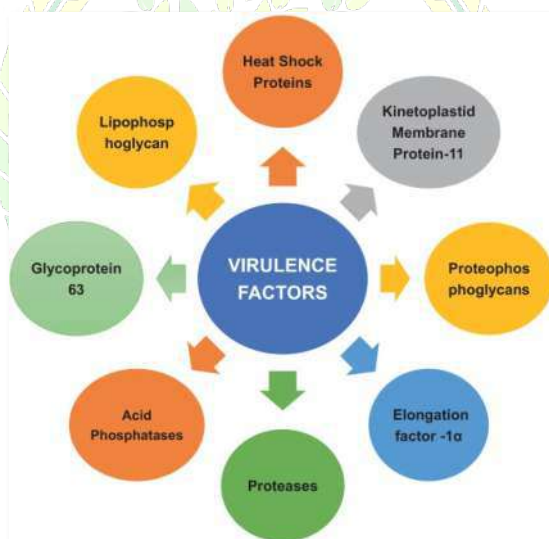 Heat Shock
Proteins
Kinetoplastid
Membrane
Protein-11
Proteophos
phoglycans
Elongation
factor -1α
Proteases
Acid
Phosphatases
Glycoprotein
63
Lipophosp
hoglycan
VIRULENCE
FACTORS